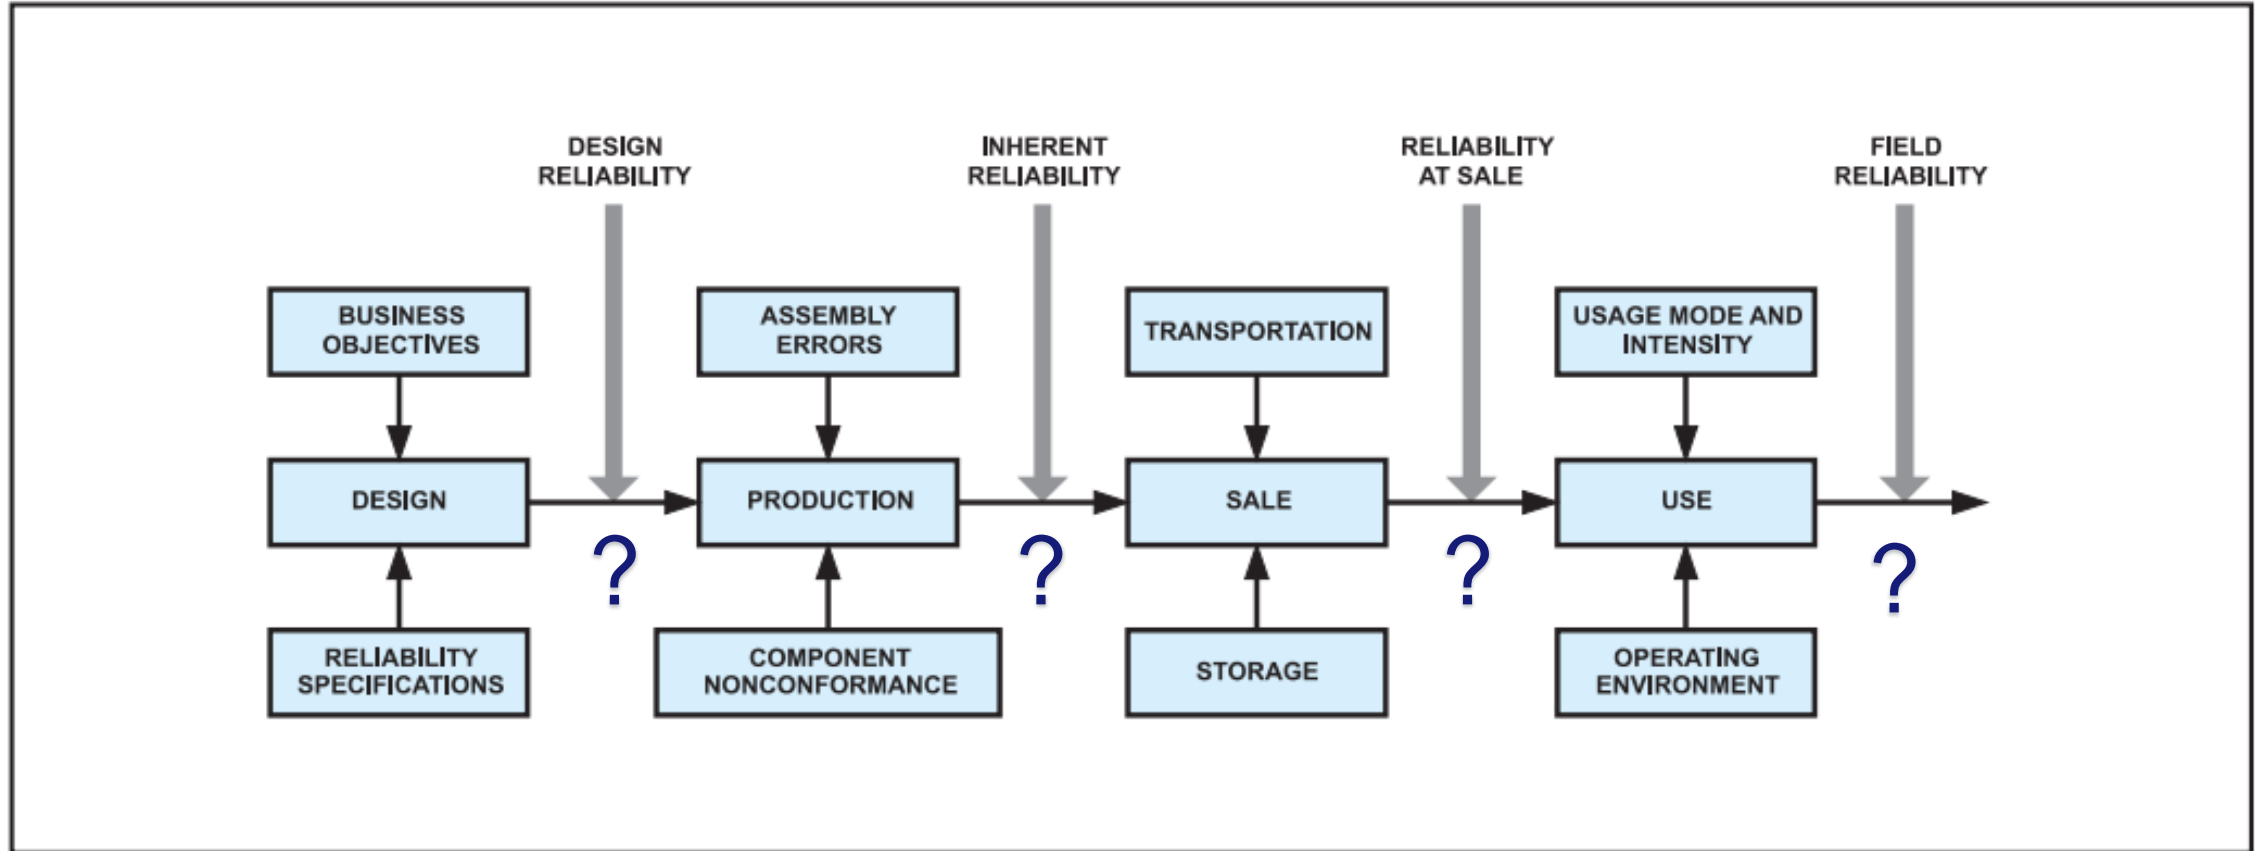 DESIGN
RELIABILITY
INHERENT
RELIABILITY
RELIABILITY
AT SALE
FIELD
RELIABILITY
BUSINESS
OBJECTIVES
ASSEMBLY
ERRORS
TRANSPORTATION
USAGE MODE AND
INTENSITY
DESIGN
PRODUCTION
SALE
USE
?
?
?
?
RELIABILITY
SPECIFICATIONS
COMPONENT
NONCONFORMANCE
STORAGE
OPERATING
ENVIRONMENT